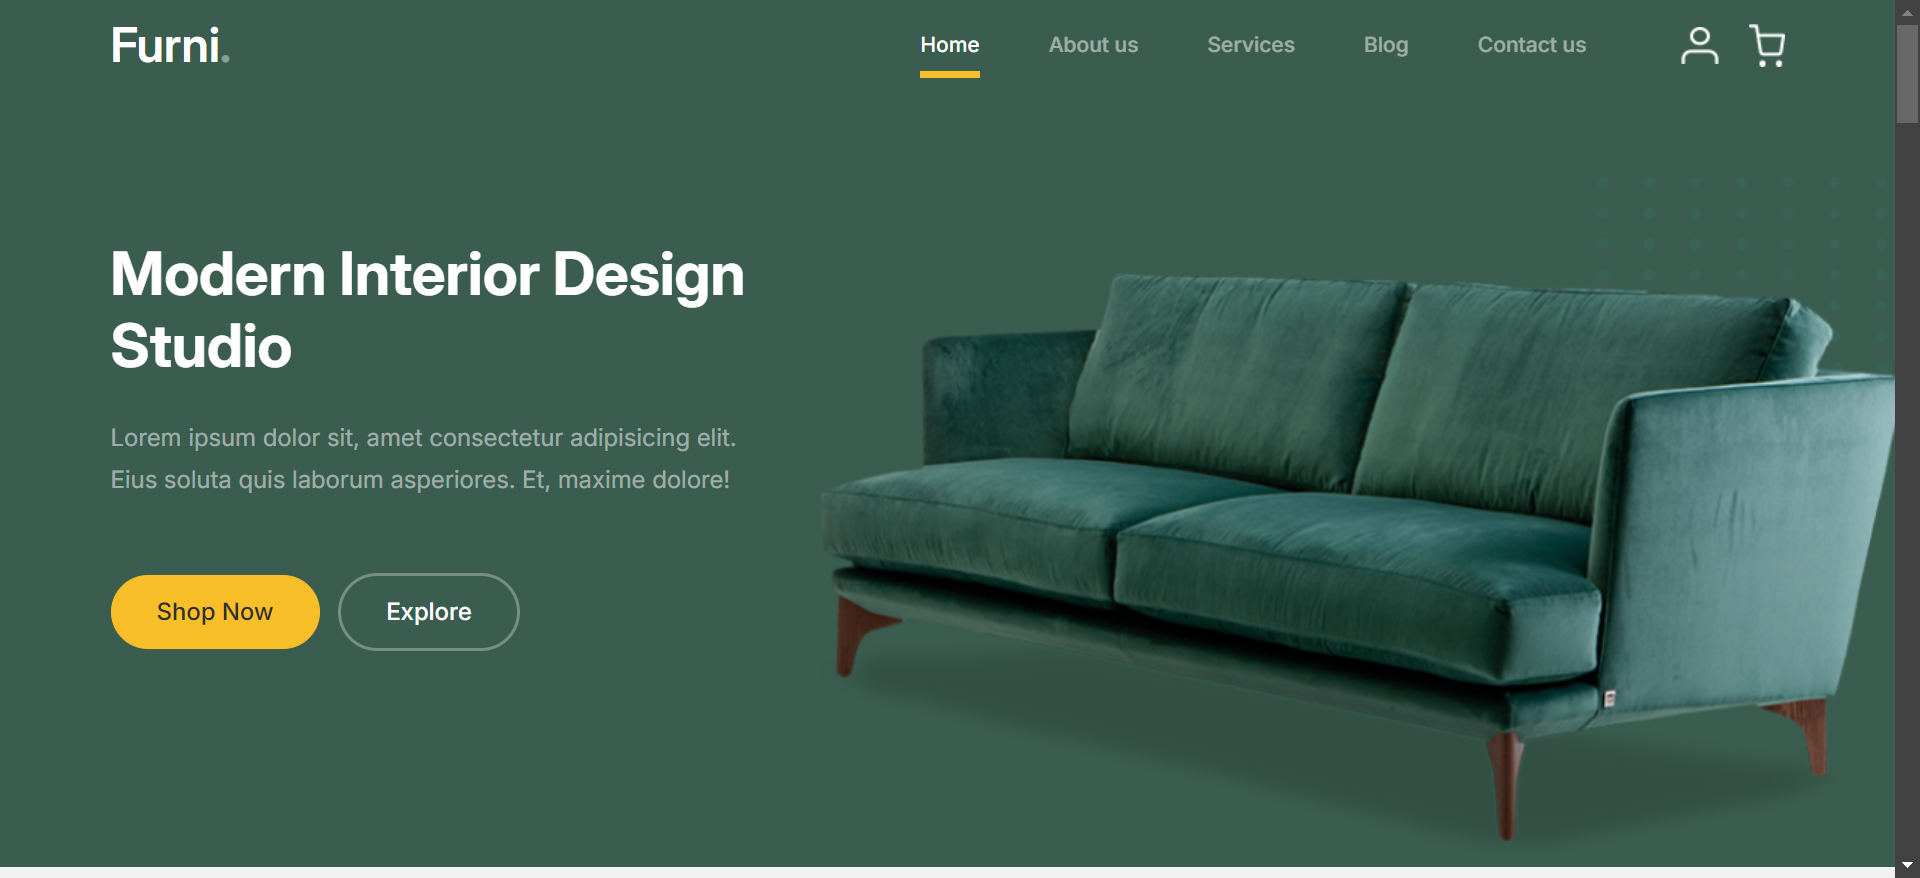 Furni.
Home About us Services Blog Contact us
Modern Interior Design
Studio
Lorem ipsum dolor sit, amet consectetur adipisicing elit.
Eius soluta quis laborum asperiores. Et, maxime dolore!
Shop Now Explore